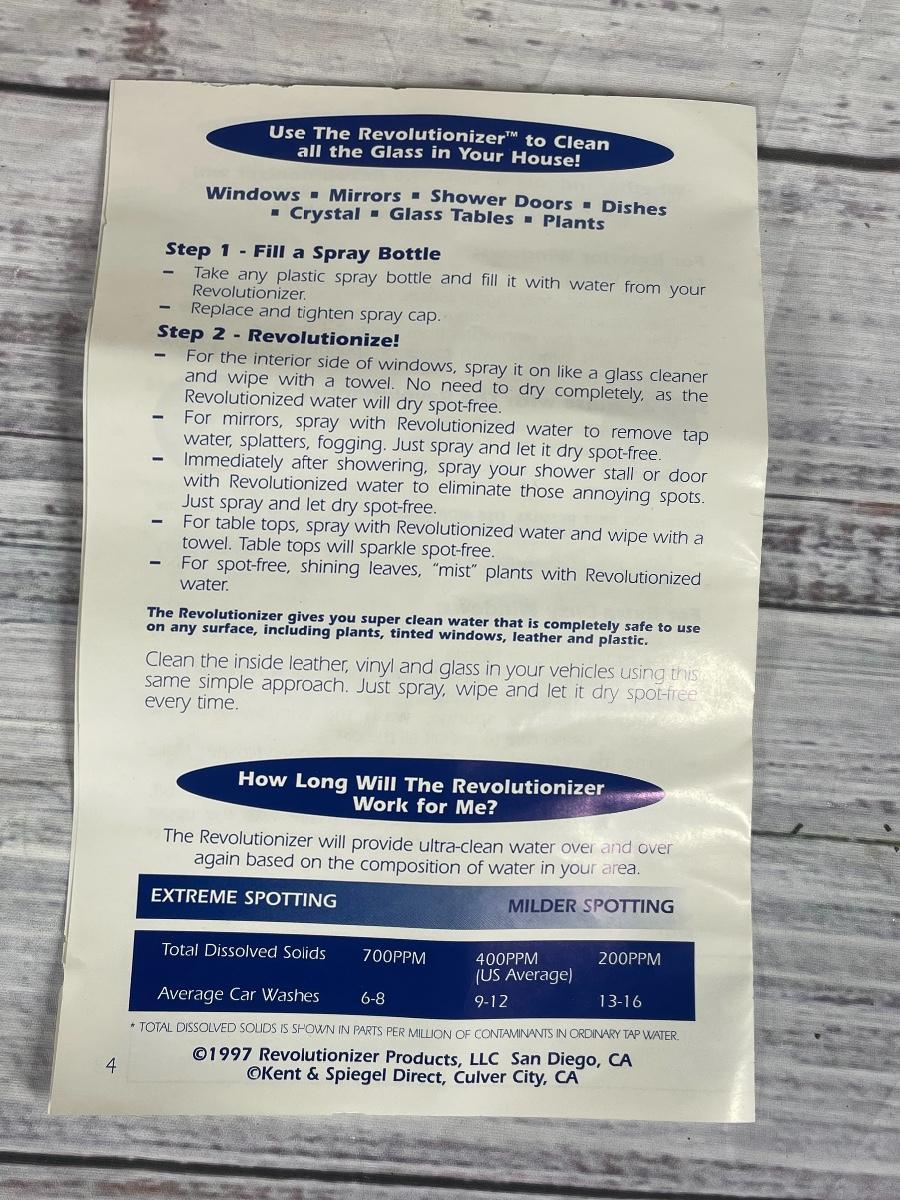 Use The Revolutionizer™ to Clean
all the Glass in Your House!
Windows ▪ Mirrors ▪ Shower Doors ▪ Dishes
▪ Crystal ▪ Glass Tables ▪ Plants
Step 1 - Fill a Spray Bottle
– Take any plastic spray bottle and fill it with water from your
Revolutionizer.
– Replace and tighten spray cap.
Step 2 - Revolutionize!
– For the interior side of windows, spray it on like a glass cleaner
and wipe with a towel. No need to dry completely, as the
Revolutionized water will dry spot-free.
– For mirrors, spray with Revolutionized water to remove tap
water, splatters, fogging. Just spray and let it dry spot-free.
– Immediately after showering, spray your shower stall or door
with Revolutionized water to eliminate those annoying spots.
Just spray and let dry spot-free.
– For table tops, spray with Revolutionized water and wipe with a
towel. Table tops will sparkle spot-free.
– For spot-free, shining leaves, "mist" plants with Revolutionized
water.
The Revolutionizer gives you super clean water that is completely safe to use
on any surface, including plants, tinted windows, leather and plastic.
Clean the inside leather, vinyl and glass in your vehicles using this
same simple approach. Just spray, wipe and let it dry spot-free
every time.
How Long Will The Revolutionizer
Work for Me?
The Revolutionizer will provide ultra-clean water over and over
again based on the composition of water in your area.
EXTREME SPOTTING MILDER SPOTTING
Total Dissolved Solids 700PPM 400PPM 200PPM
(US Average)
Average Car Washes 6-8 9-12 13-16
* TOTAL DISSOLVED SOLIDS IS SHOWN IN PARTS PER MILLION OF CONTAMINANTS IN ORDINARY TAP WATER.
©1997 Revolutionizer Products, LLC San Diego, CA
©Kent & Spiegel Direct, Culver City, CA
4